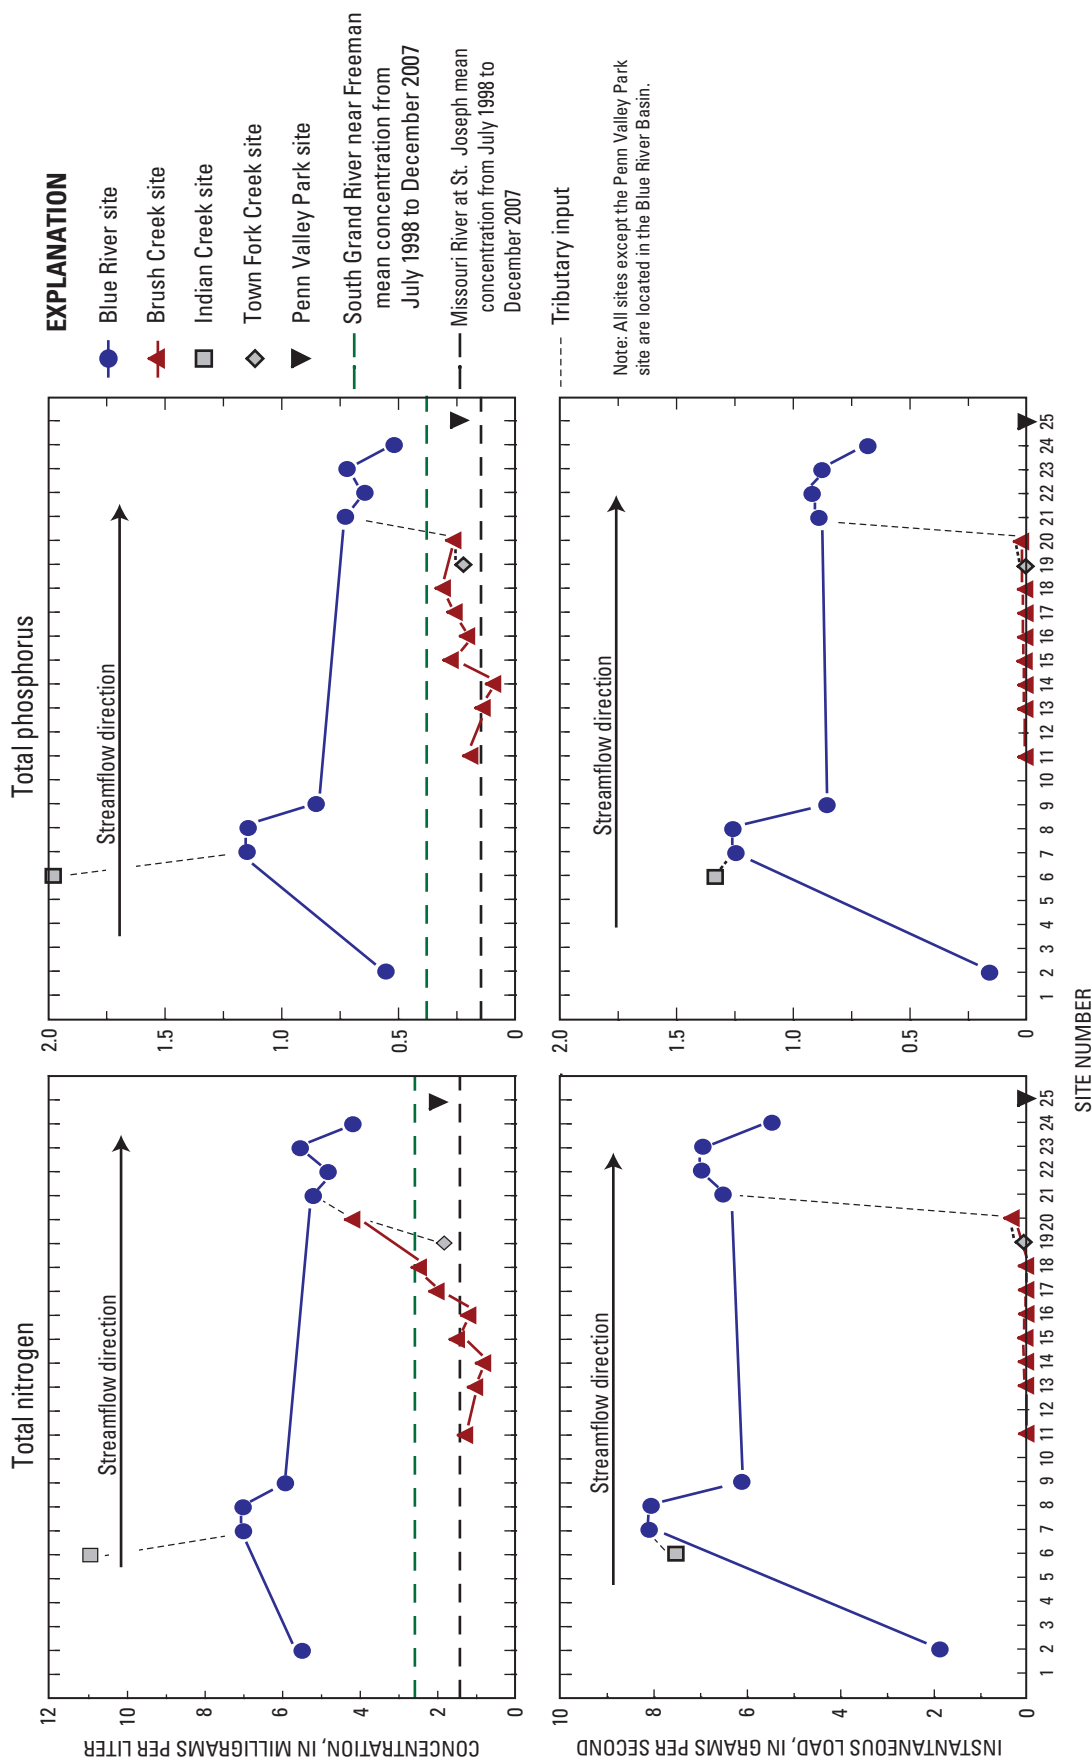 Total nitrogen
Total phosphorus
EXPLANATION
Blue River site
Brush Creek site
Indian Creek site
Town Fork Creek site
Penn Valley Park site
South Grand River near Freeman
mean concentration from
July 1998 to December 2007
Missouri River at St. Joseph mean
concentration from July 1998 to
December 2007
Tributary input
Note: All sites except the Penn Valley Park
site are located in the Blue River Basin.
CONCENTRATION, IN MILLIGRAMS PER LITER
12
10
8
6
4
2
0
Streamflow direction
2.0
1.5
1.0
0.5
0
Streamflow direction
INSTANTANEOUS LOAD, IN GRAMS PER SECOND
10
8
6
4
2
0
Streamflow direction
1 2 3 4 5 6 7 8 9 10 11 12 13 14 15 16 17 18 19 20 21 22 23 24 25
2.0
1.5
1.0
0.5
0
Streamflow direction
1 2 3 4 5 6 7 8 9 10 11 12 13 14 15 16 17 18 19 20 21 22 23 24 25
SITE NUMBER